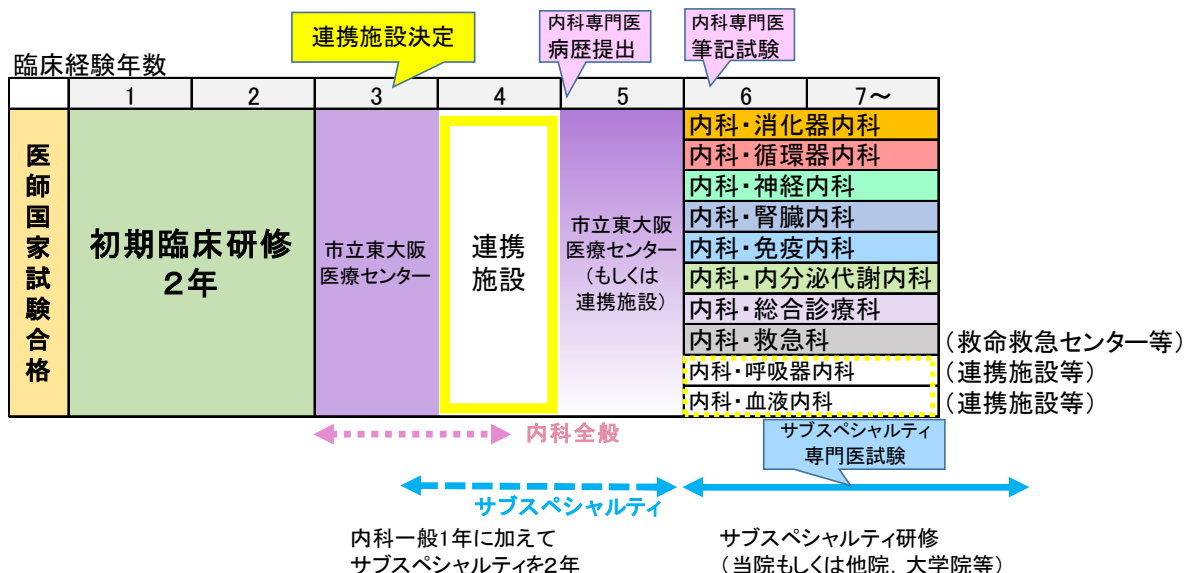 連携施設決定
内科専門医
病歴提出
内科専門医
筆記試験
臨床経験年数
1
2
3
4
5
6
7~
医師国家試験合格
初期臨床研修
2年
市立東大阪
医療センター
連携
施設
市立東大阪
医療センター
(もしくは
連携施設)
内科・消化器内科
内科・循環器内科
内科・神経内科
内科・腎臓内科
内科・免疫内科
内科・内分泌代謝内科
内科・総合診療科
内科・救急科
(救命救急センター等)
内科・呼吸器内科
(連携施設等)
内科・血液内科
(連携施設等)
内科全般
サブスペシャルティ
専門医試験
サブスペシャルティ
内科一般1年に加えて
サブスペシャルティを2年
サブスペシャルティ研修
(当院もしくは他院, 大学院等)